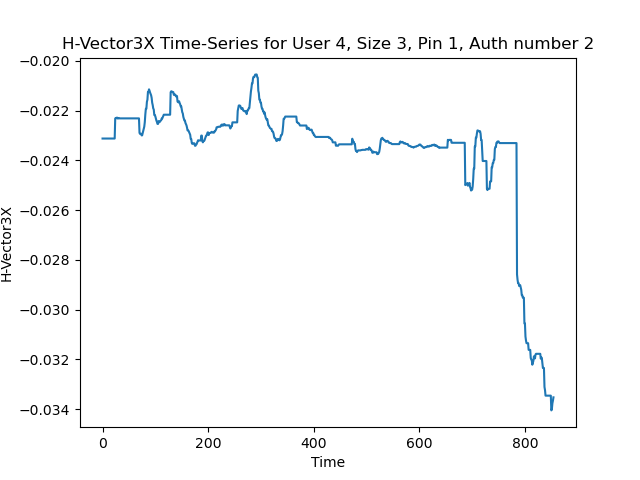 H-Vector3X Time-Series for User 4, Size 3, Pin 1, Auth number 2
−0.020
−0.022
−0.024
−0.026
−0.028
−0.030
−0.032
−0.034
H-Vector3X
0 200 400 600 800
Time